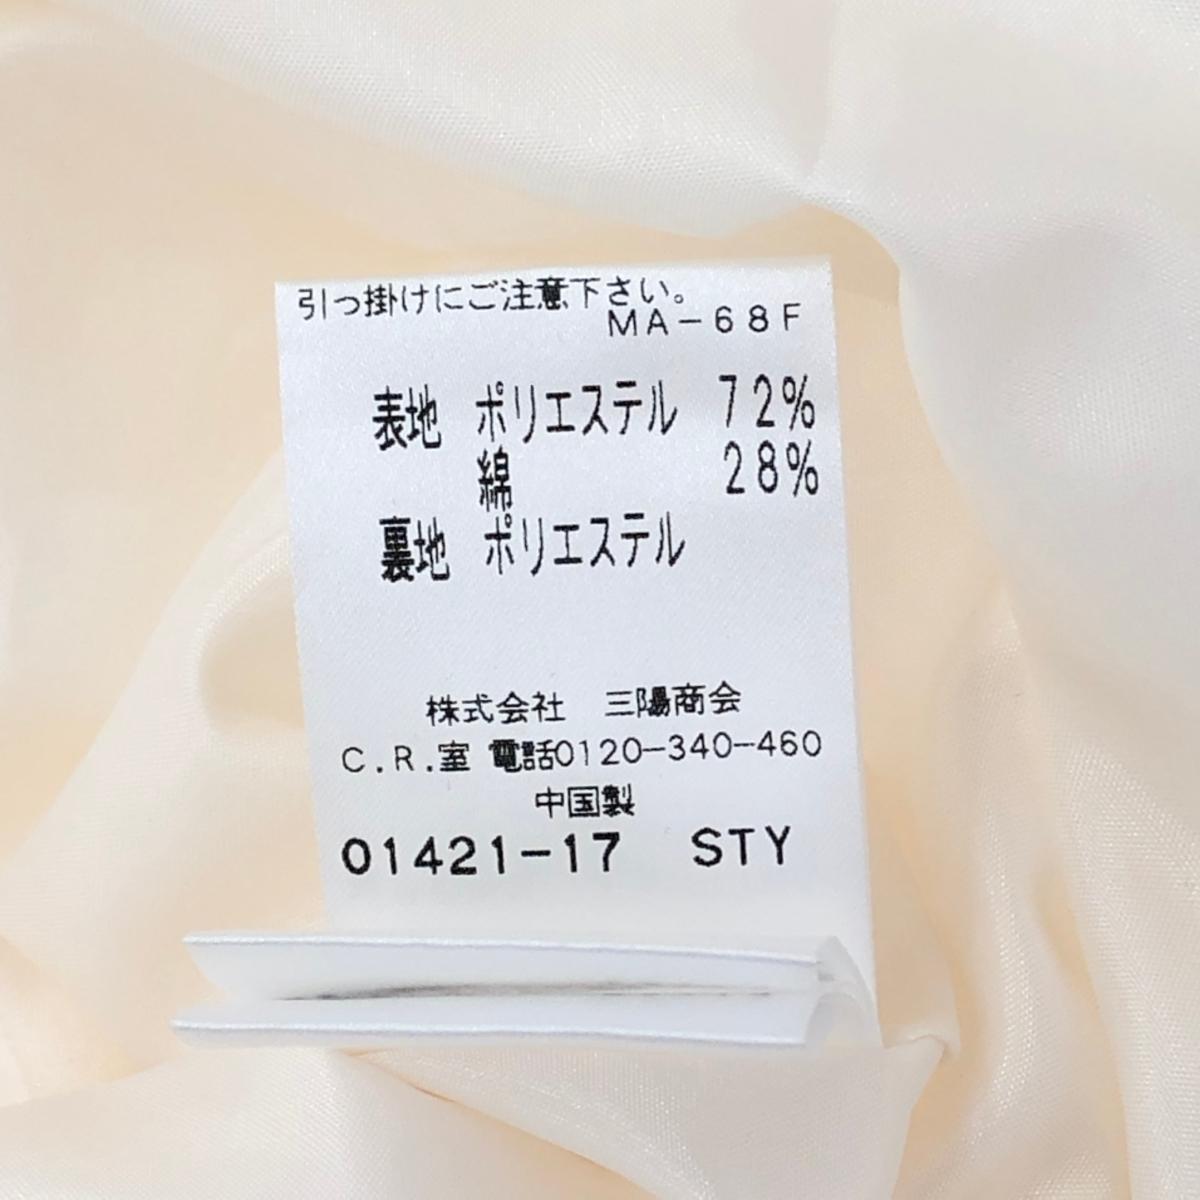 引っ掛けにご注意下さい。
MA-68F
表地 ポリエステル 72%
綿 28%
裏地 ポリエステル
株式会社 三陽商会
C.R.室 電話0120-340-460
中国製
01421-17 STY